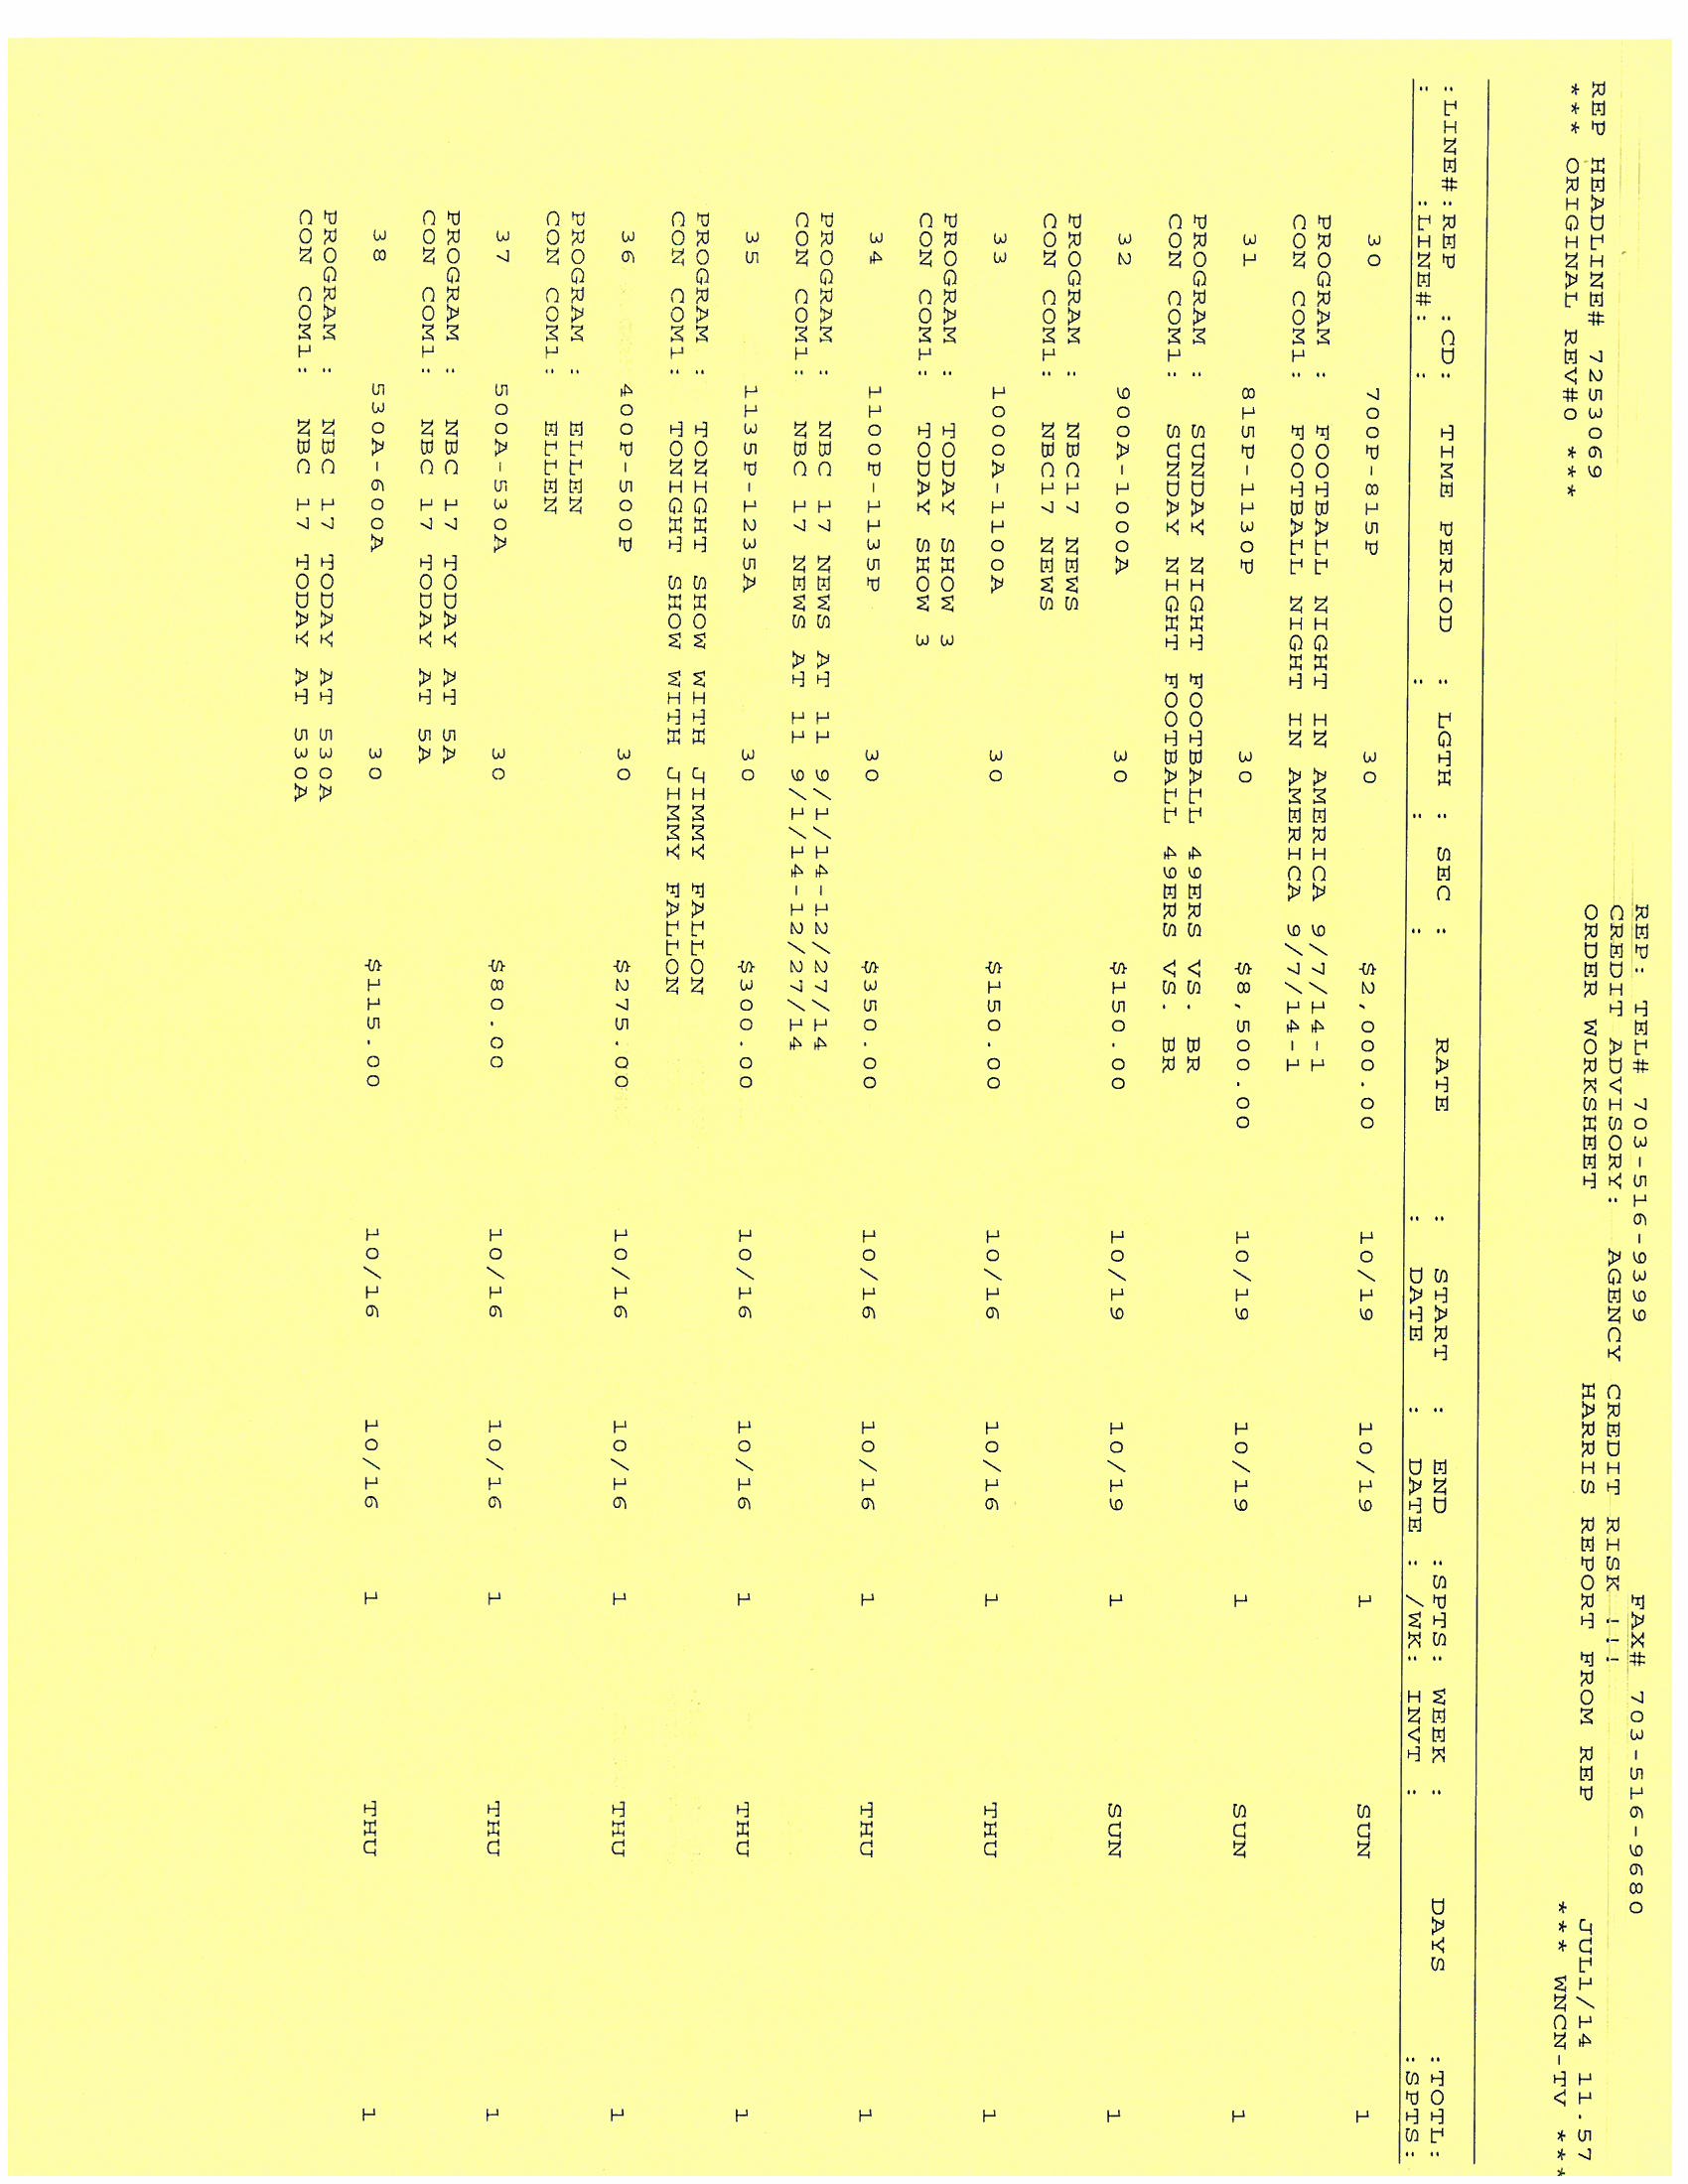 REP: TEL# 703-516-9399 FAX# 703-516-9680
CREDIT ADVISORY: AGENCY CREDIT RISK !!!
REP HEADLINE# 7253069 ORDER WORKSHEET HARRIS REPORT FROM REP JUL1/14 11.57
*** ORIGINAL REV#0 *** *** WNCN-TV ***
:LINE#:REP :CD: TIME PERIOD : LGTH : SEC : RATE : START : END :SPTS: WEEK : DAYS :TOTL:
: :LINE#: : : : : : DATE : DATE : /WK: INVT : :SPTS:
30 700P-815P 30 $2,000.00 10/19 10/19 1 SUN 1
PROGRAM : FOOTBALL NIGHT IN AMERICA 9/7/14-1
CON COM1: FOOTBALL NIGHT IN AMERICA 9/7/14-1
31 815P-1130P 30 $8,500.00 10/19 10/19 1 SUN 1
PROGRAM : SUNDAY NIGHT FOOTBALL 49ERS VS. BR
CON COM1: SUNDAY NIGHT FOOTBALL 49ERS VS. BR
32 900A-1000A 30 $150.00 10/19 10/19 1 SUN 1
PROGRAM : NBC17 NEWS
CON COM1: NBC17 NEWS
33 1000A-1100A 30 $150.00 10/16 10/16 1 THU 1
PROGRAM : TODAY SHOW 3
CON COM1: TODAY SHOW 3
34 1100P-1135P 30 $350.00 10/16 10/16 1 THU 1
PROGRAM : NBC 17 NEWS AT 11 9/1/14-12/27/14
CON COM1: NBC 17 NEWS AT 11 9/1/14-12/27/14
35 1135P-1235A 30 $300.00 10/16 10/16 1 THU 1
PROGRAM : TONIGHT SHOW WITH JIMMY FALLON
CON COM1: TONIGHT SHOW WITH JIMMY FALLON
36 400P-500P 30 $275.00 10/16 10/16 1 THU 1
PROGRAM : ELLEN
CON COM1: ELLEN
37 500A-530A 30 $80.00 10/16 10/16 1 THU 1
PROGRAM : NBC 17 TODAY AT 5A
CON COM1: NBC 17 TODAY AT 5A
38 530A-600A 30 $115.00 10/16 10/16 1 THU 1
PROGRAM : NBC 17 TODAY AT 530A
CON COM1: NBC 17 TODAY AT 530A